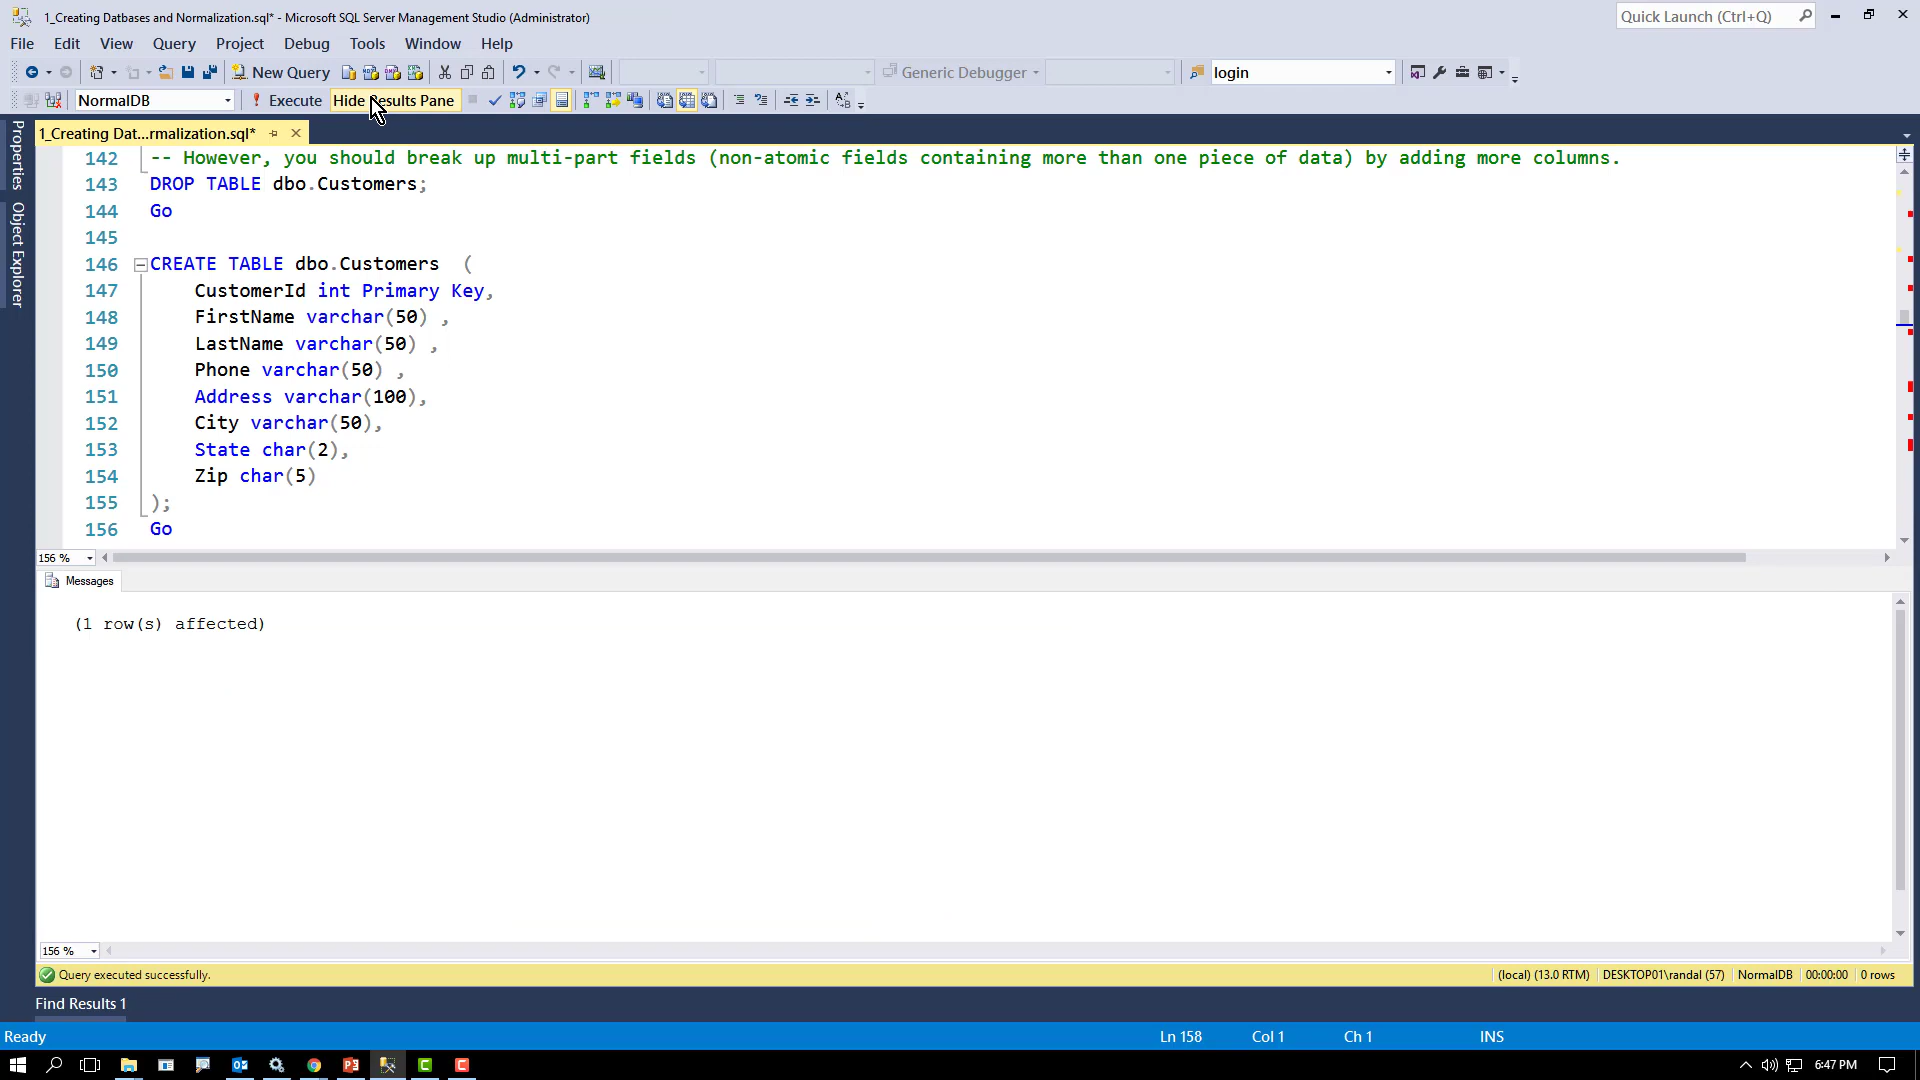 1_Creating Datbases and Normalization.sql* - Microsoft SQL Server Management Studio (Administrator)
Quick Launch (Ctrl+Q)
File Edit View Query Project Debug Tools Window Help
New Query
Generic Debugger
login
NormalDB
Execute
Hide Results Pane
1_Creating Dat...rmalization.sql*
Properties
Object Explorer
142 -- However, you should break up multi-part fields (non-atomic fields containing more than one piece of data) by adding more columns.
143 DROP TABLE dbo.Customers;
144 Go
145
146 CREATE TABLE dbo.Customers (
147 CustomerId int Primary Key,
148 FirstName varchar(50) ,
149 LastName varchar(50) ,
150 Phone varchar(50) ,
151 Address varchar(100),
152 City varchar(50),
153 State char(2),
154 Zip char(5)
155 );
156 Go
156 %
Messages
(1 row(s) affected)
156 %
Query executed successfully.
(local) (13.0 RTM) DESKTOP01\randal (57) NormalDB 00:00:00 0 rows
Find Results 1
Ready
Ln 158 Col 1 Ch 1 INS
6:47 PM